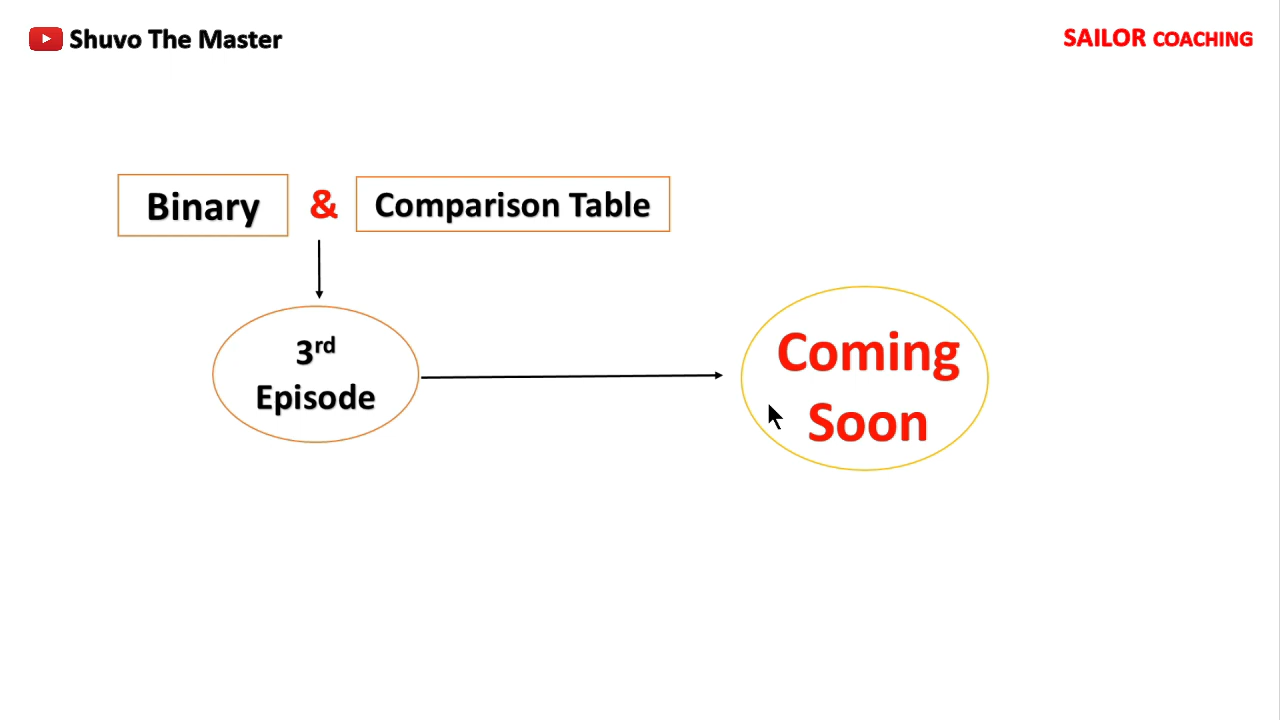 Shuvo The Master
SAILOR COACHING
Binary & Comparison Table
3rd
Episode
Coming
Soon